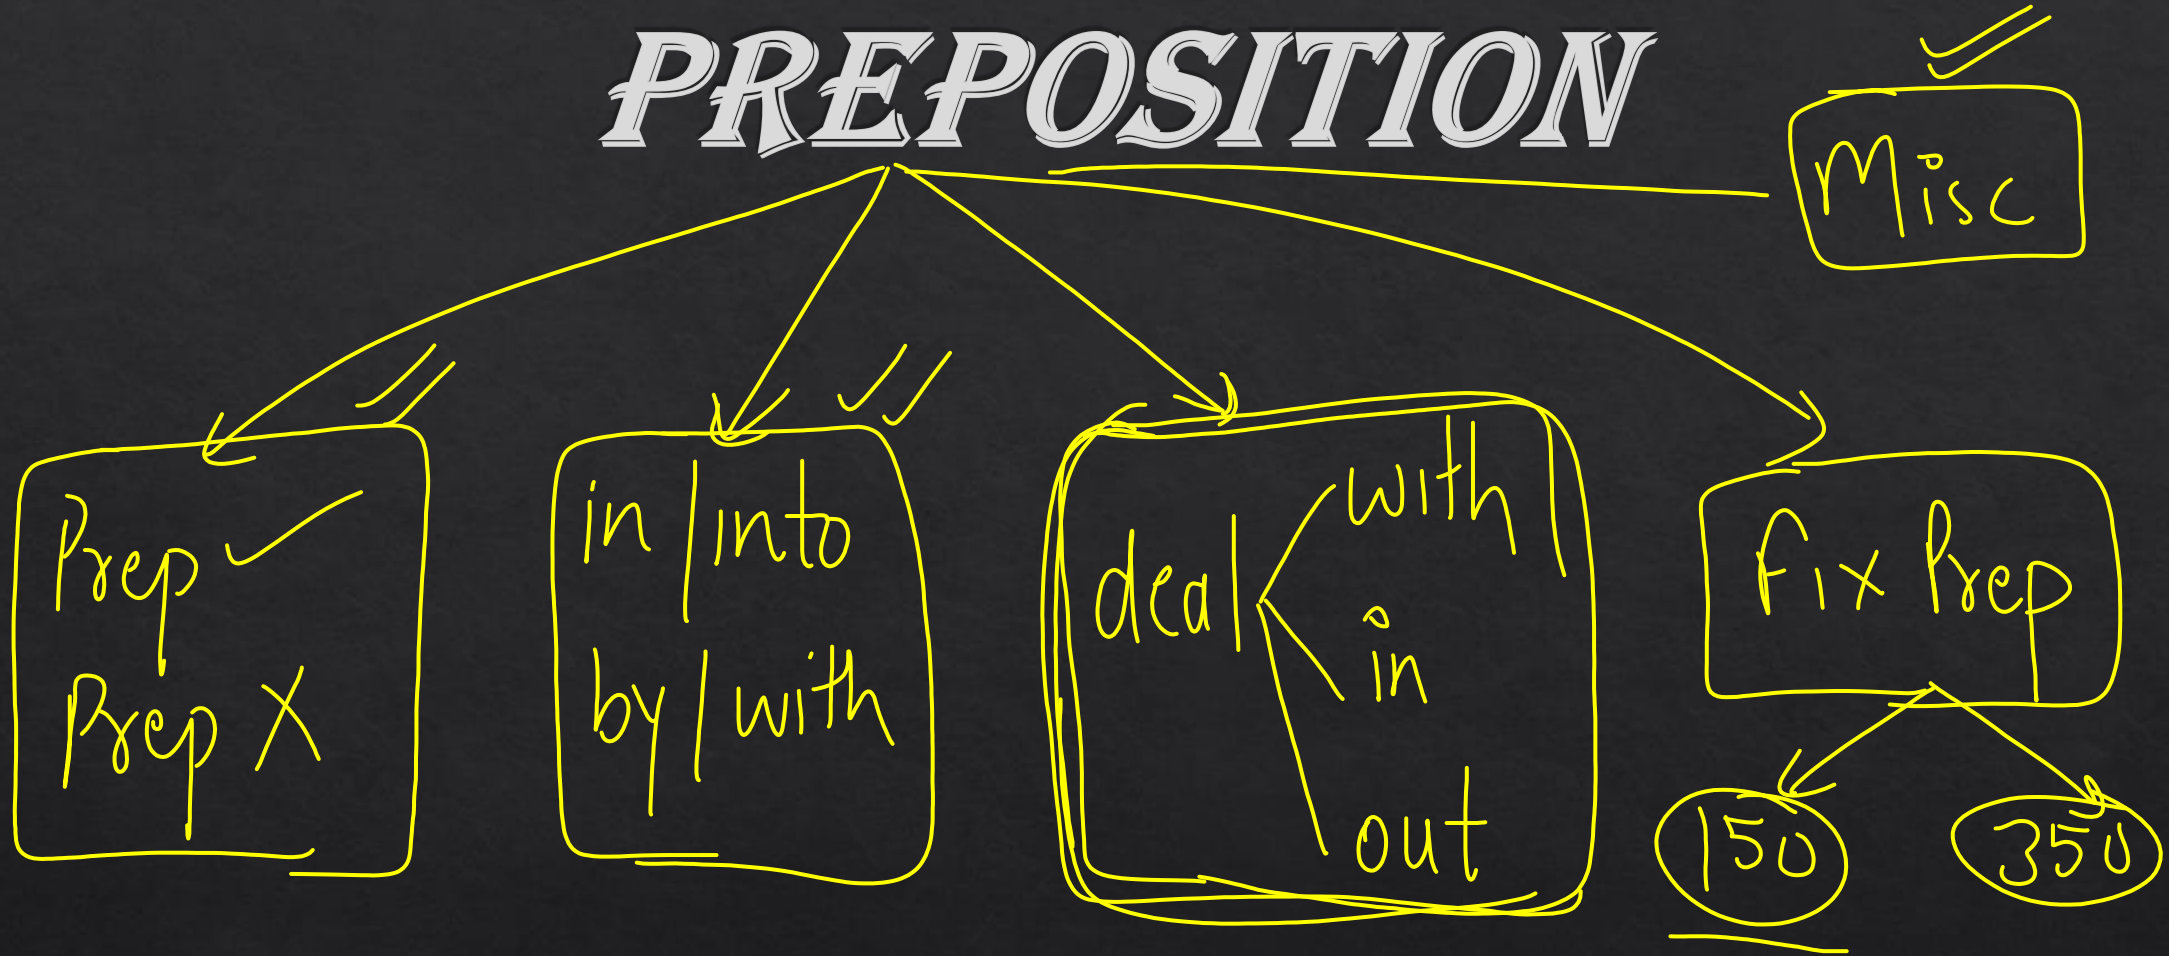 PREPOSITION
Misc
Prep ✓
Prep X
in / into
by / with
deal
with
in
out
Fix Prep
150
350